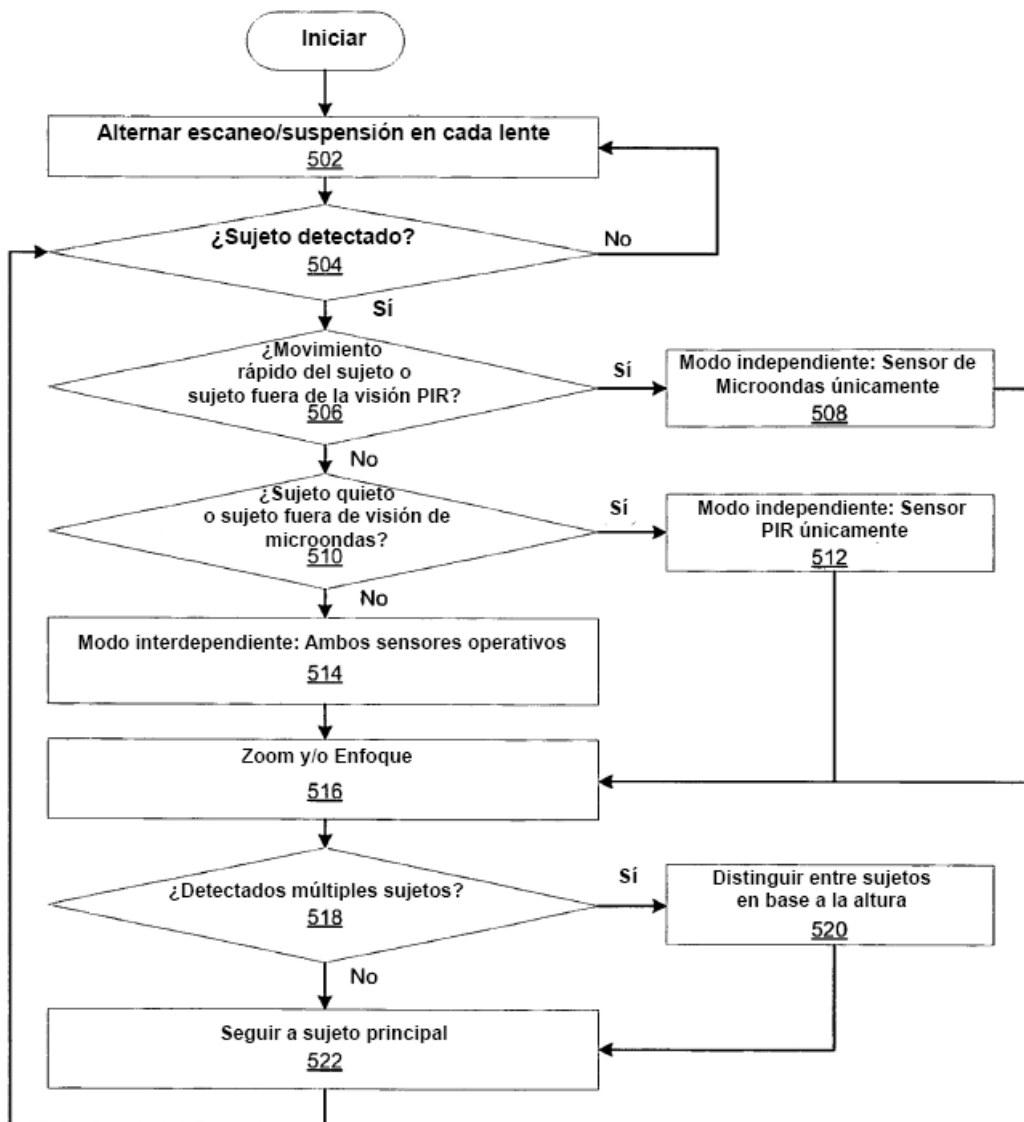 Iniciar
Alternar escaneo/suspensión en cada lente
502
¿Sujeto detectado?
504
No
Sí
¿Movimiento
rápido del sujeto o
sujeto fuera de la visión PIR?
506
Sí
Modo independiente: Sensor de
Microondas únicamente
508
No
¿Sujeto quieto
o sujeto fuera de visión de
microondas?
510
Sí
Modo independiente: Sensor
PIR únicamente
512
No
Modo interdependiente: Ambos sensores operativos
514
Zoom y/o Enfoque
516
¿Detectados múltiples sujetos?
518
Sí
Distinguir entre sujetos
en base a la altura
520
No
Seguir a sujeto principal
522